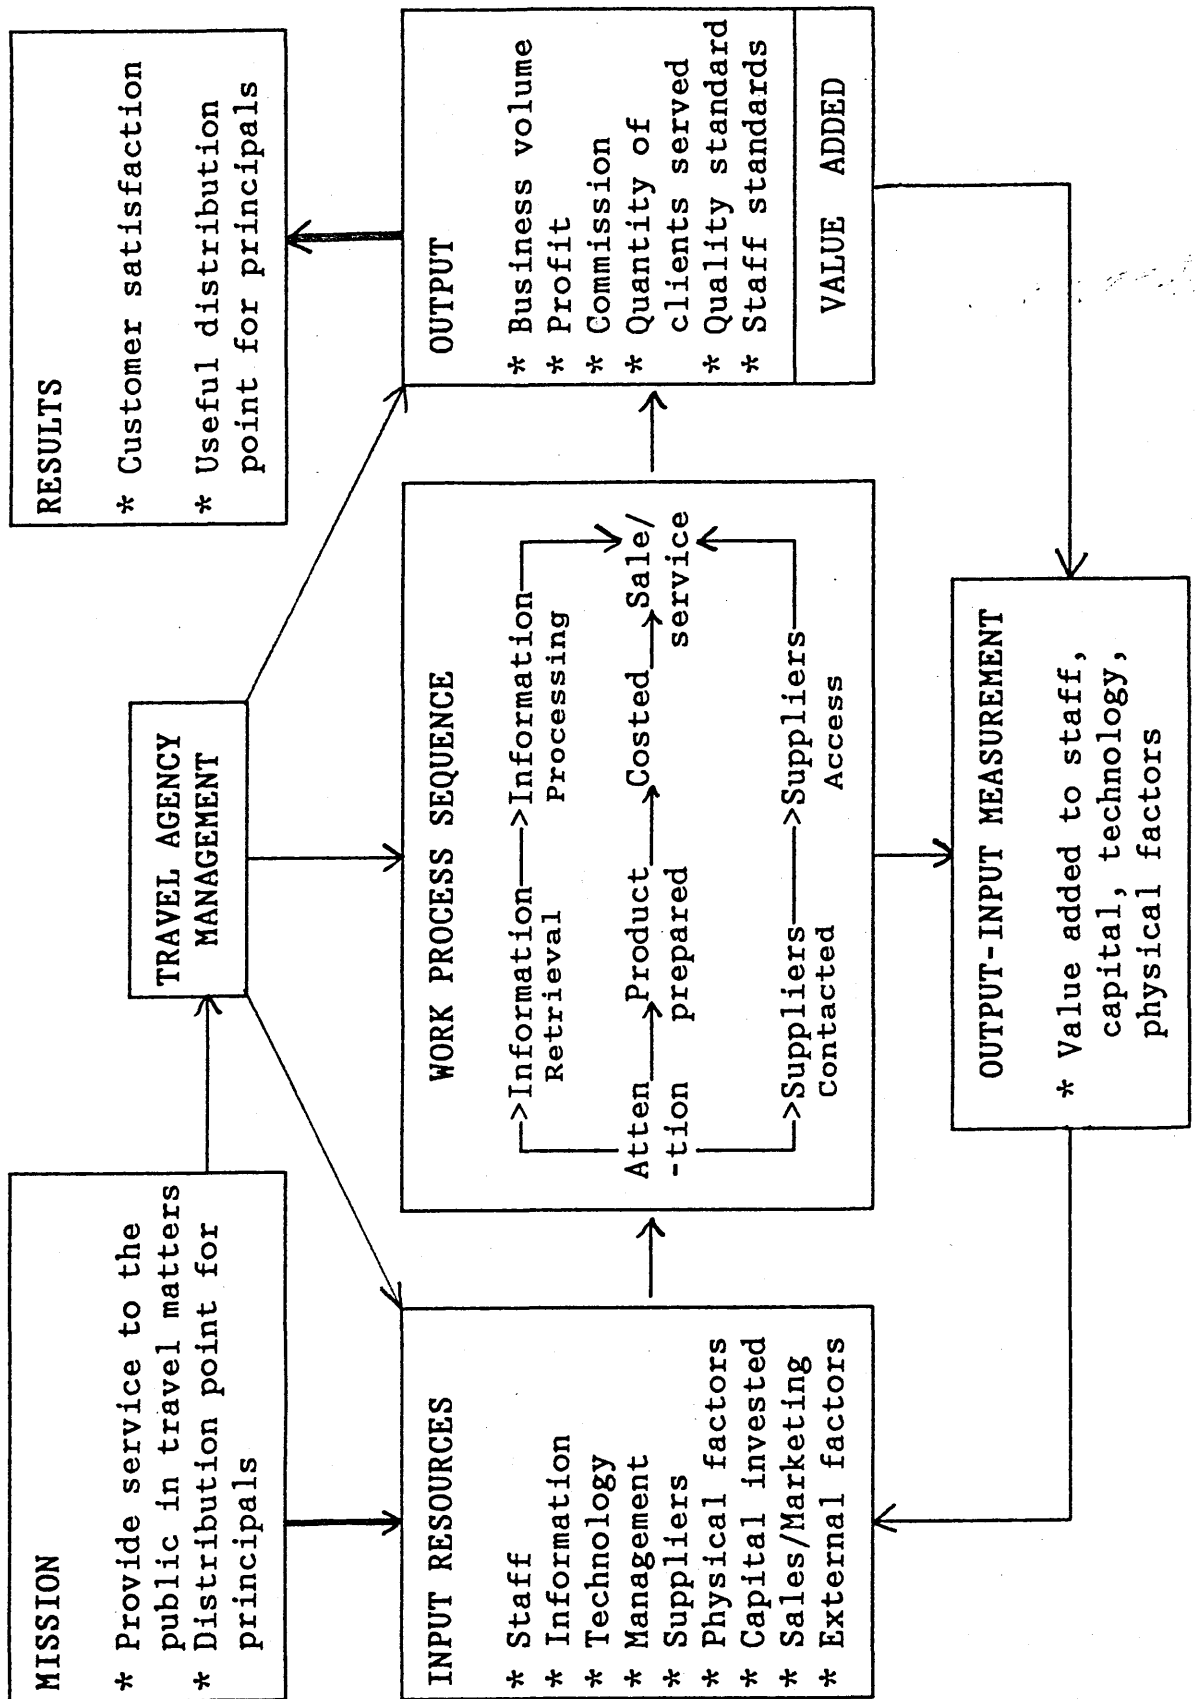 MISSION
* Provide service to the
public in travel matters
* Distribution point for
principals
TRAVEL AGENCY
MANAGEMENT
RESULTS
* Customer satisfaction
* Useful distribution
point for principals
INPUT RESOURCES
* Staff
* Information
* Technology
* Management
* Suppliers
* Physical factors
* Capital invested
* Sales/Marketing
* External factors
WORK PROCESS SEQUENCE
>Information >Information
Retrieval Processing
Atten Product Costed Sale/
-tion prepared service
>Suppliers >Suppliers
Contacted Access
OUTPUT
* Business volume
* Profit
* Commission
* Quantity of
clients served
* Quality standard
* Staff standards
VALUE ADDED
OUTPUT-INPUT MEASUREMENT
* Value added to staff,
capital, technology,
physical factors